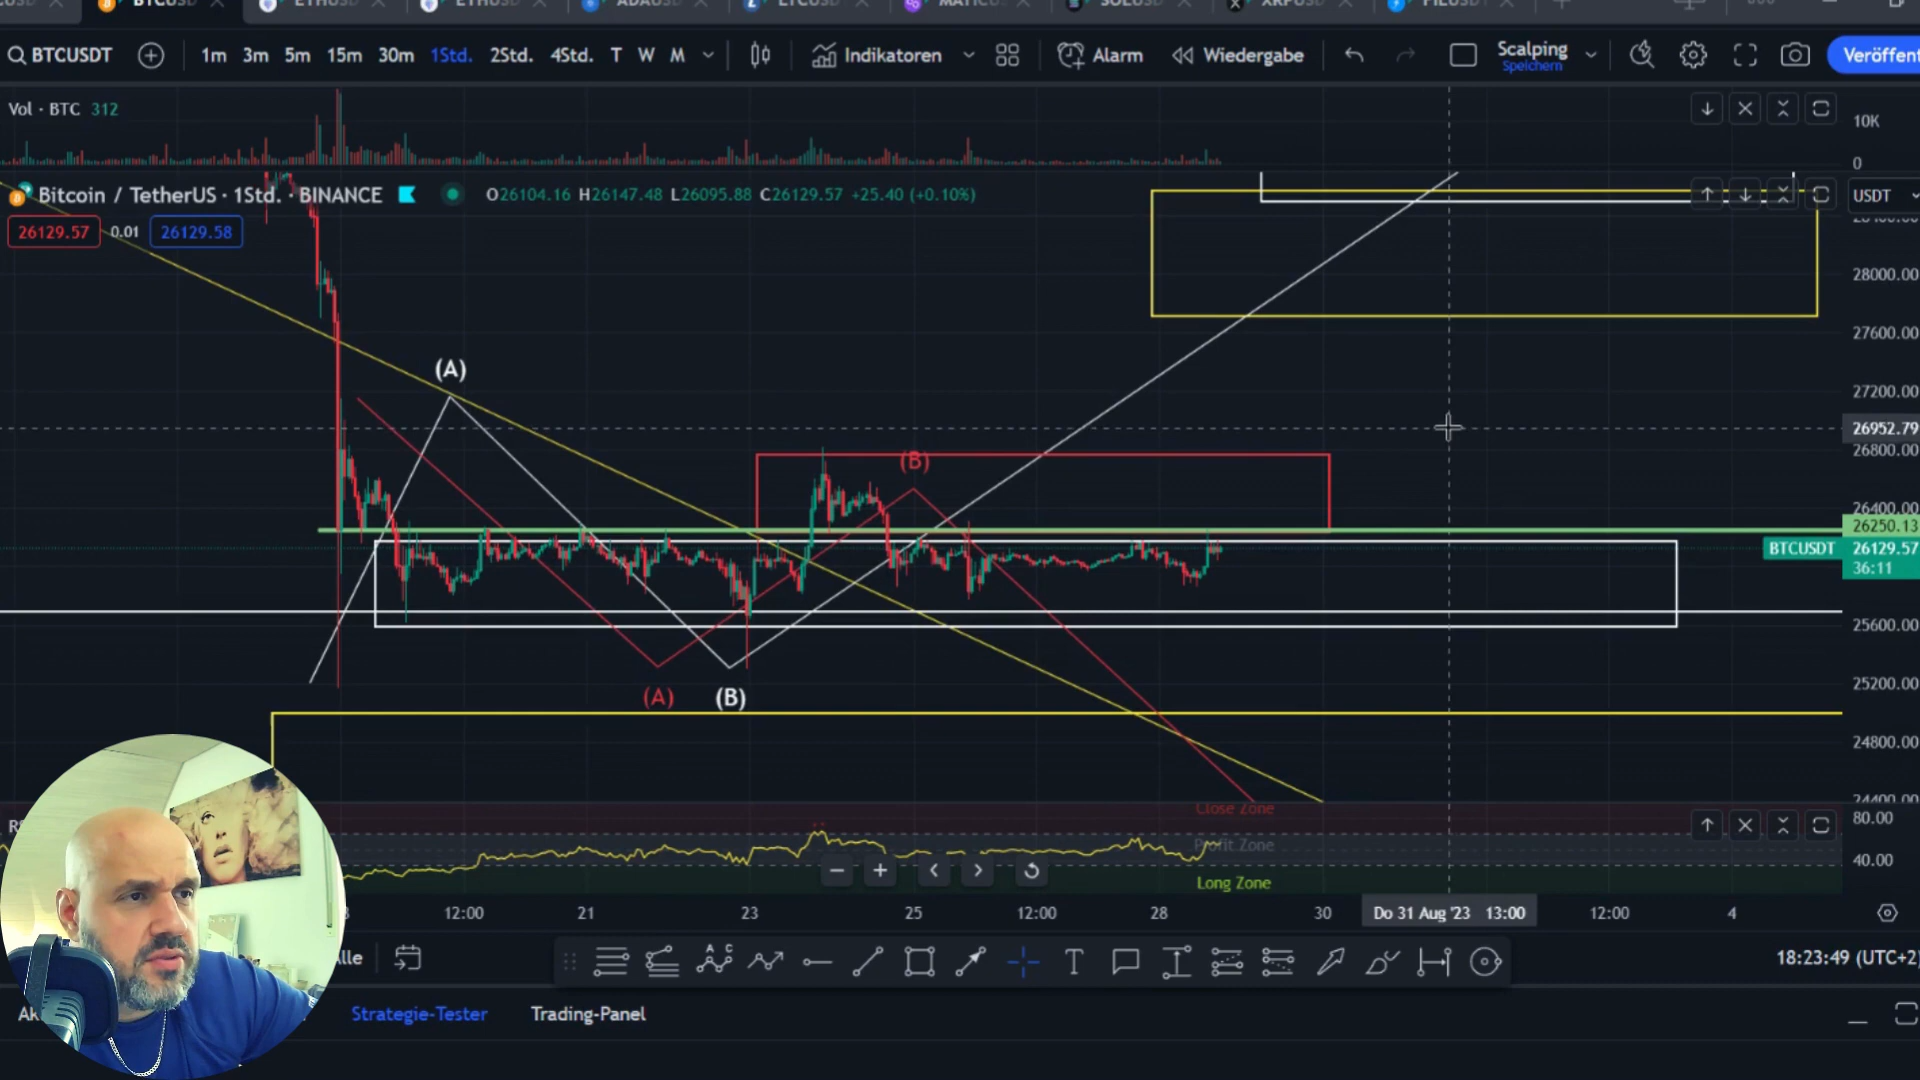 BTCUSDT 1m 3m 5m 15m 30m 1Std. 2Std. 4Std. T W M Indikatoren Alarm Wiedergabe Scalping
Speichern
Vol · BTC 312
10K
0
Bitcoin / TetherUS · 1Std. · BINANCE O26104.16 H26147.48 L26095.88 C26129.57 +25.40 (+0.10%)
USDT
26129.57 0.01 26129.58
28000.00
27600.00
(A)
27200.00
26952.79
26800.00
(B)
26400.00
26250.13
BTCUSDT 26129.57
36:11
25600.00
25200.00
(A) (B)
24800.00
24400.00
Close Zone
80.00
Profit Zone
40.00
Long Zone
12:00 21 23 25 12:00 28 30 Do 31 Aug '23 13:00 12:00 4
A C
B
T
18:23:49 (UTC+2)
Strategie-Tester Trading-Panel